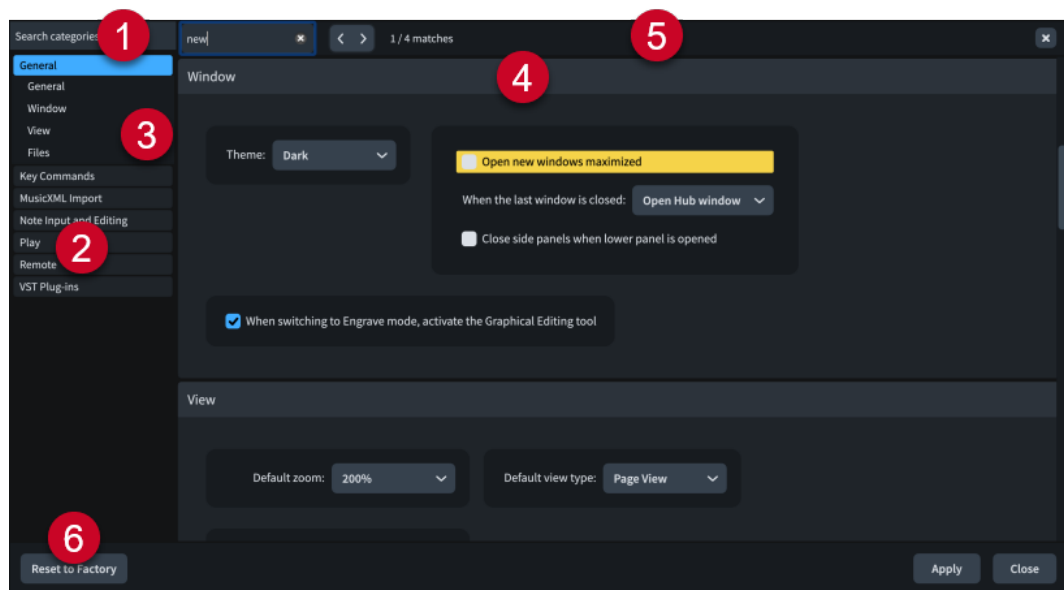 Search categories
1
new
1 / 4 matches
5
General
General
Window
View
Files
3
Key Commands
MusicXML Import
Note Input and Editing
Play
2
Remote
VST Plug-ins
Window
4
Theme:
Dark
Open new windows maximized
When the last window is closed:
Open Hub window
Close side panels when lower panel is opened
When switching to Engrave mode, activate the Graphical Editing tool
View
Default zoom:
200%
Default view type:
Page View
6
Reset to Factory
Apply
Close